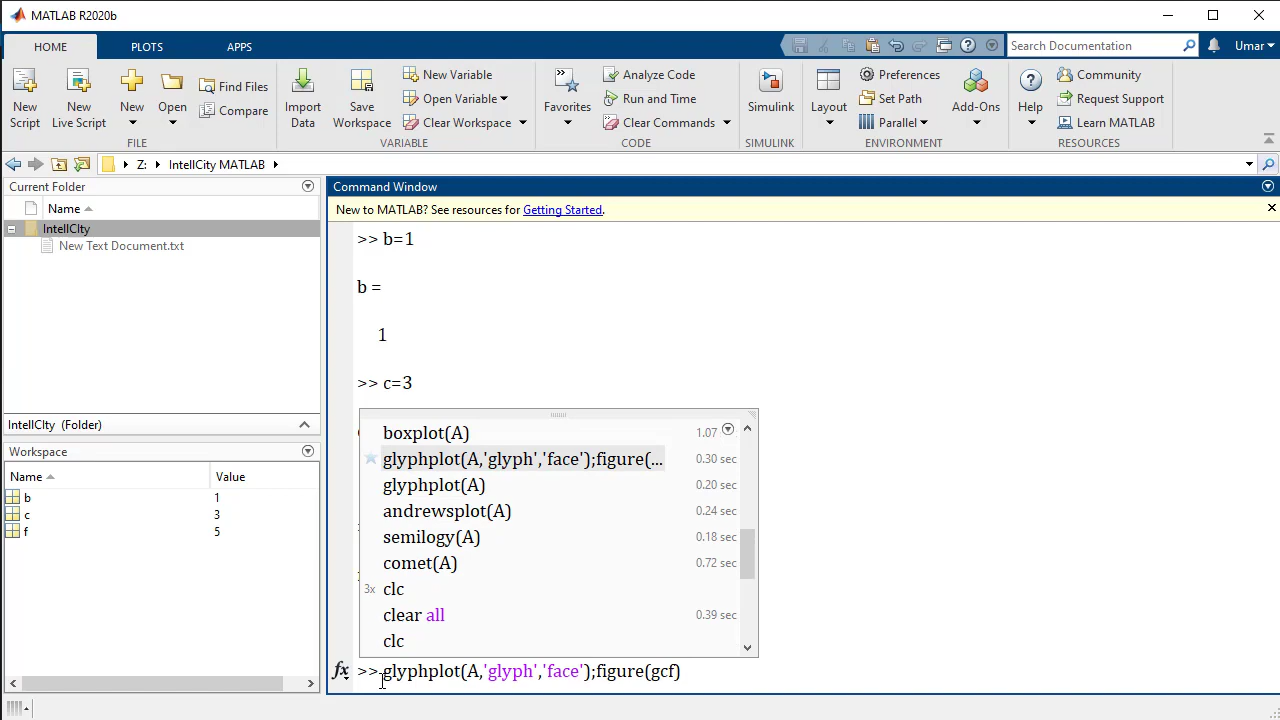 MATLAB R2020b
HOME PLOTS APPS
Search Documentation Umar
New Script
New Live Script
New
Open
Find Files
Compare
FILE
Import Data
Save Workspace
New Variable
Open Variable
Clear Workspace
VARIABLE
Favorites
Analyze Code
Run and Time
Clear Commands
CODE
Simulink
SIMULINK
Layout
Preferences
Set Path
Parallel
Add-Ons
ENVIRONMENT
Help
Community
Request Support
Learn MATLAB
RESOURCES
Z: IntellCity MATLAB
Current Folder
Name
IntellCIty
New Text Document.txt
IntellCIty (Folder)
Workspace
Name Value
b 1
c 3
f 5
Command Window
New to MATLAB? See resources for Getting Started.
>> b=1
b =
1
>> c=3
boxplot(A) 1.07
glyphplot(A,'glyph','face');figure(... 0.30 sec
glyphplot(A) 0.20 sec
andrewsplot(A) 0.24 sec
semilogy(A) 0.18 sec
comet(A) 0.72 sec
3x clc
clear all 0.39 sec
clc
fx >> glyphplot(A,'glyph','face');figure(gcf)